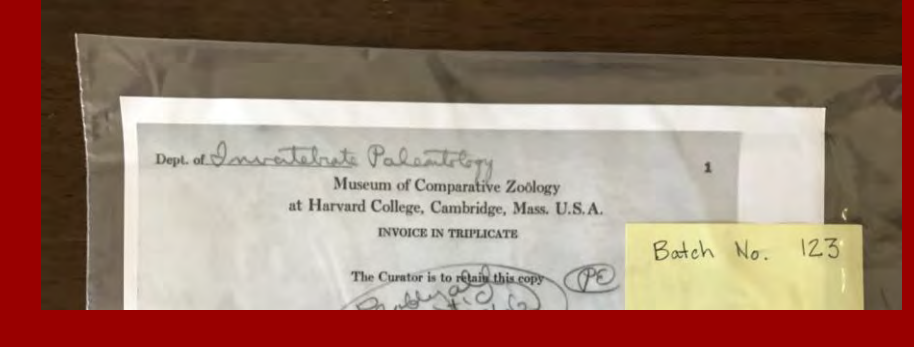 Dept. of Invertebrate Paleontology
1
Museum of Comparative Zoölogy
at Harvard College, Cambridge, Mass. U.S.A.
INVOICE IN TRIPLICATE
Batch No. 123
The Curator is to retain this copy
PE